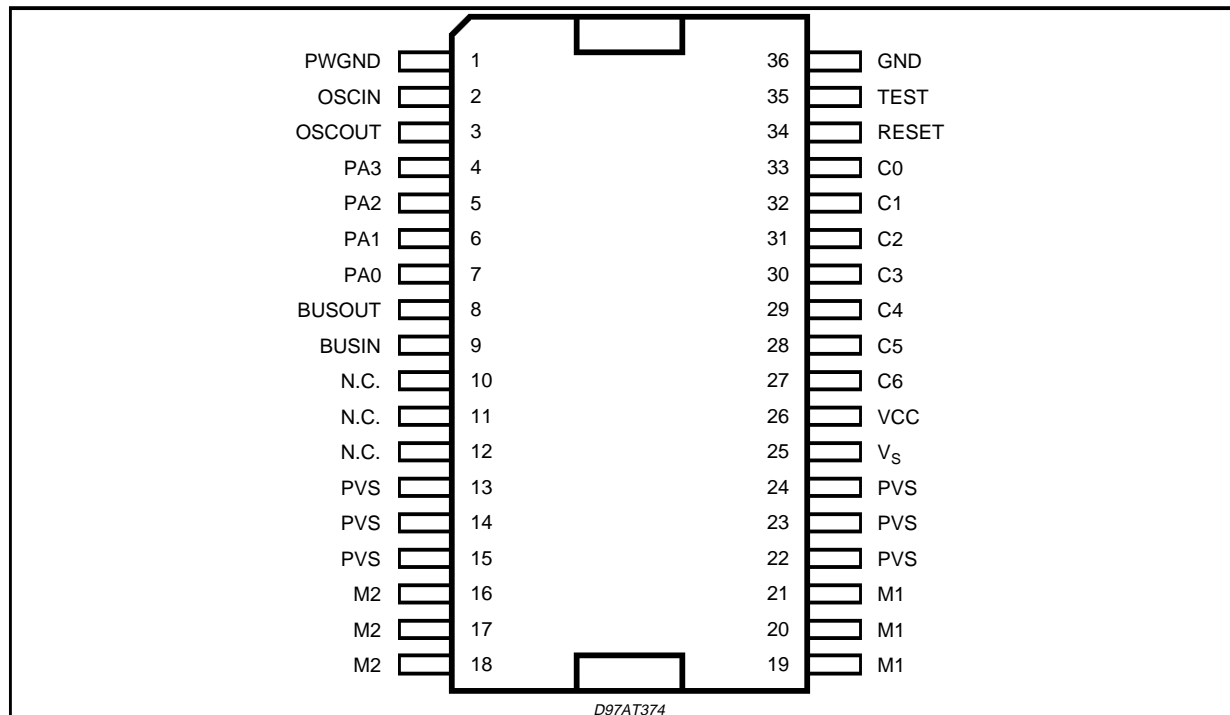 PWGND 1 36 GND
OSCIN 2 35 TEST
OSCOUT 3 34 RESET
PA3 4 33 C0
PA2 5 32 C1
PA1 6 31 C2
PA0 7 30 C3
BUSOUT 8 29 C4
BUSIN 9 28 C5
N.C. 10 27 C6
N.C. 11 26 VCC
N.C. 12 25 VS
PVS 13 24 PVS
PVS 14 23 PVS
PVS 15 22 PVS
M2 16 21 M1
M2 17 20 M1
M2 18 19 M1
D97AT374